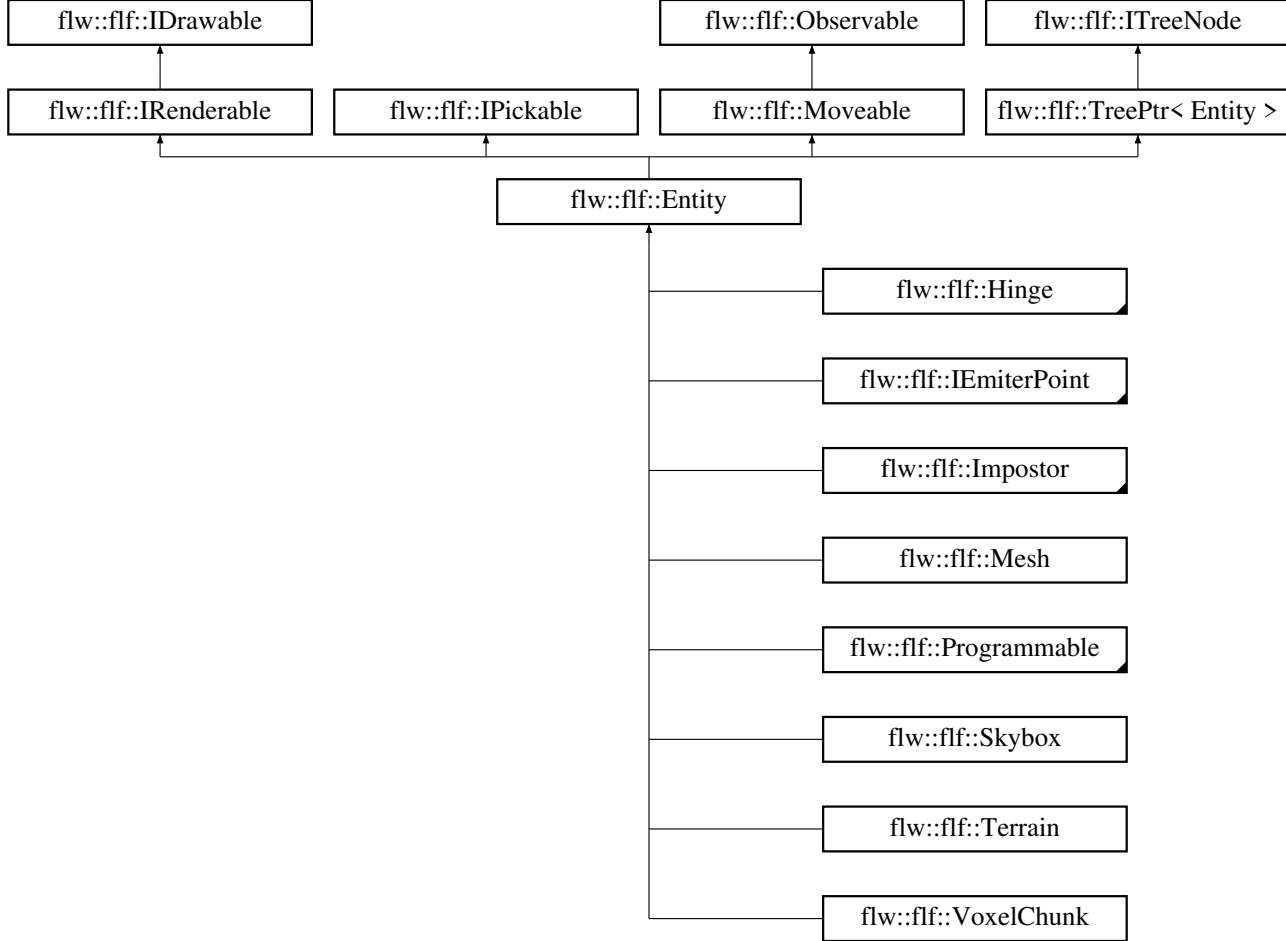 flw::flf::IDrawable
flw::flf::Observable
flw::flf::ITreeNode
flw::flf::IRenderable
flw::flf::IPickable
flw::flf::Moveable
flw::flf::TreePtr< Entity >
flw::flf::Entity
flw::flf::Hinge
flw::flf::IEmiterPoint
flw::flf::Impostor
flw::flf::Mesh
flw::flf::Programmable
flw::flf::Skybox
flw::flf::Terrain
flw::flf::VoxelChunk